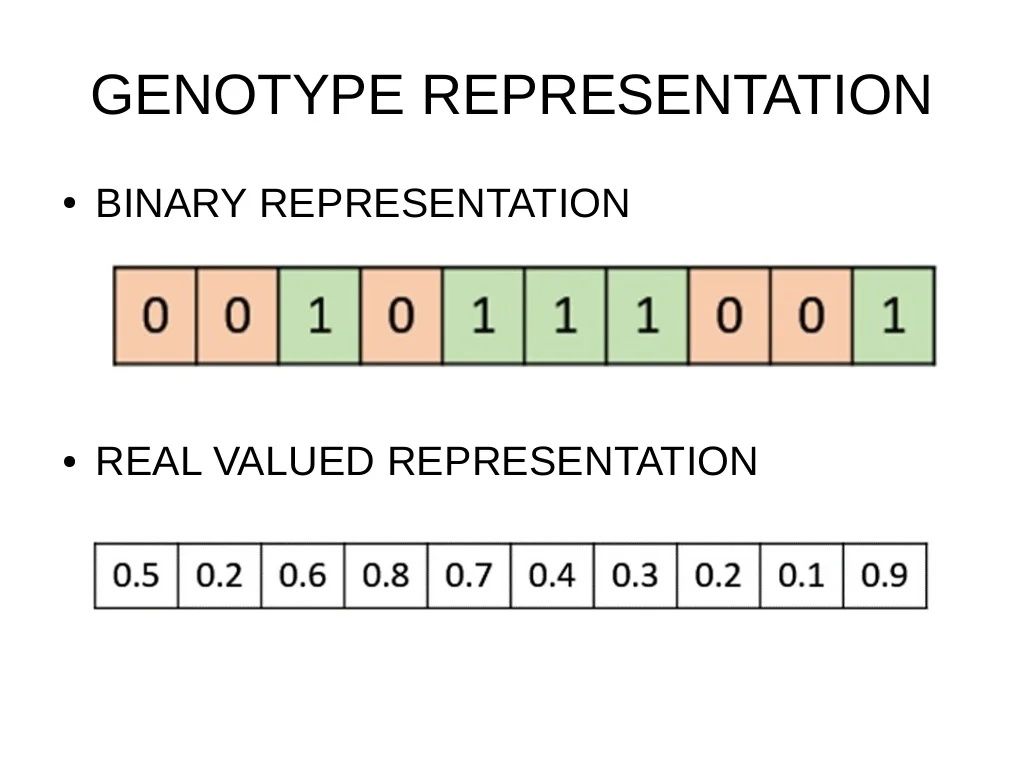 GENOTYPE REPRESENTATION
• BINARY REPRESENTATION
0 0 1 0 1 1 1 0 0 1
• REAL VALUED REPRESENTATION
0.5 0.2 0.6 0.8 0.7 0.4 0.3 0.2 0.1 0.9